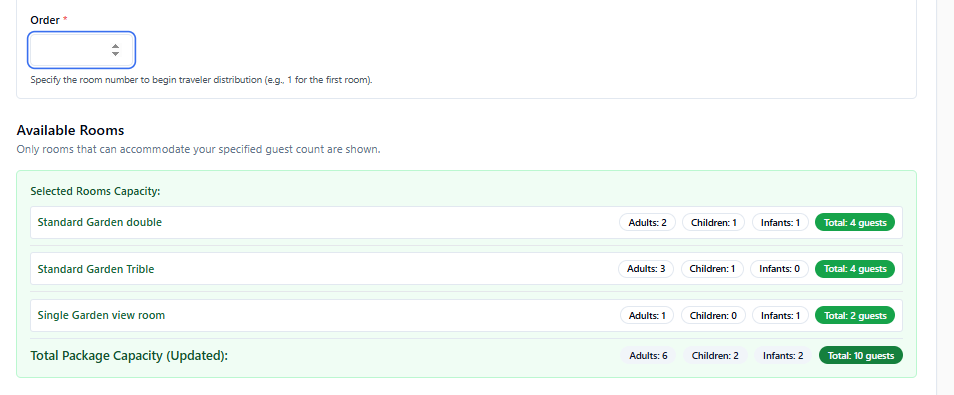 Order *
Specify the room number to begin traveler distribution (e.g., 1 for the first room).
Available Rooms
Only rooms that can accommodate your specified guest count are shown.
Selected Rooms Capacity:
Standard Garden double Adults: 2 Children: 1 Infants: 1 Total: 4 guests
Standard Garden Trible Adults: 3 Children: 1 Infants: 0 Total: 4 guests
Single Garden view room Adults: 1 Children: 0 Infants: 1 Total: 2 guests
Total Package Capacity (Updated): Adults: 6 Children: 2 Infants: 2 Total: 10 guests